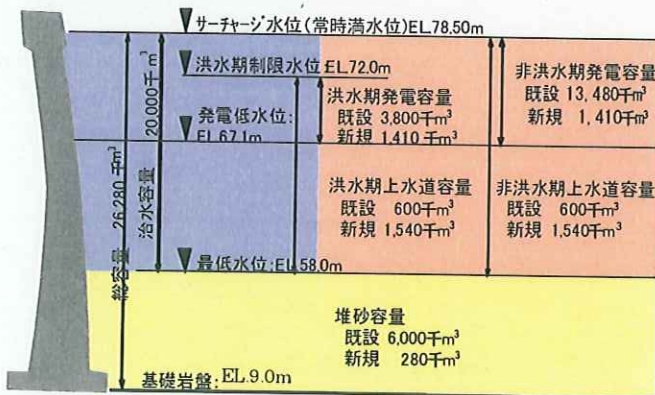 サーチャージ水位(常時満水位)EL.78.50m
洪水期制限水位:EL.72.0m
発電低水位:
EL.67.1m
洪水期発電容量
既設 3,800千m³
新規 1,410千m³
非洪水期発電容量
既設 13,480千m³
新規 1,410千m³
総容量 26,280千m³
治水容量 20,000千m³
洪水期上水道容量
既設 600千m³
新規 1,540千m³
非洪水期上水道容量
既設 600千m³
新規 1,540千m³
最低水位:EL.58.0m
堆砂容量
既設 6,000千m³
新規 280千m³
基礎岩盤:EL.9.0m